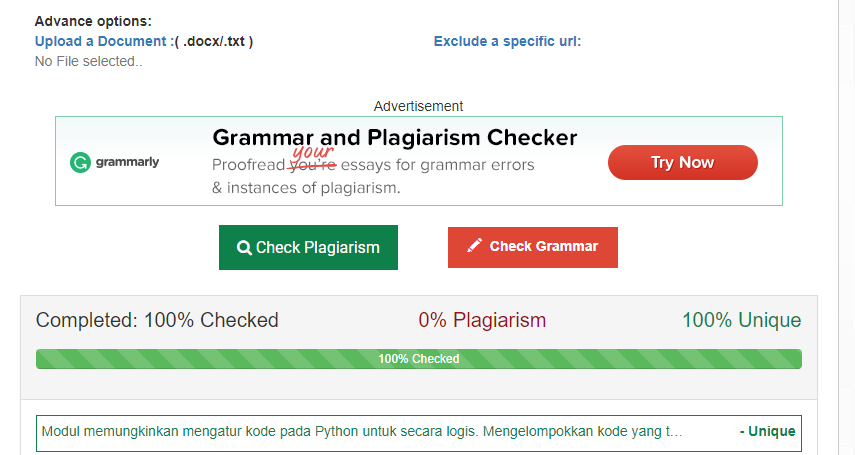 Advance options:
Upload a Document :( .docx/.txt ) Exclude a specific url:
No File selected..
Advertisement
grammarly
Grammar and Plagiarism Checker
your
Proofread you're essays for grammar errors
& instances of plagiarism.
Try Now
Check Plagiarism
Check Grammar
Completed: 100% Checked 0% Plagiarism 100% Unique
100% Checked
Modul memungkinkan mengatur kode pada Python untuk secara logis. Mengelompokkan kode yang t... - Unique